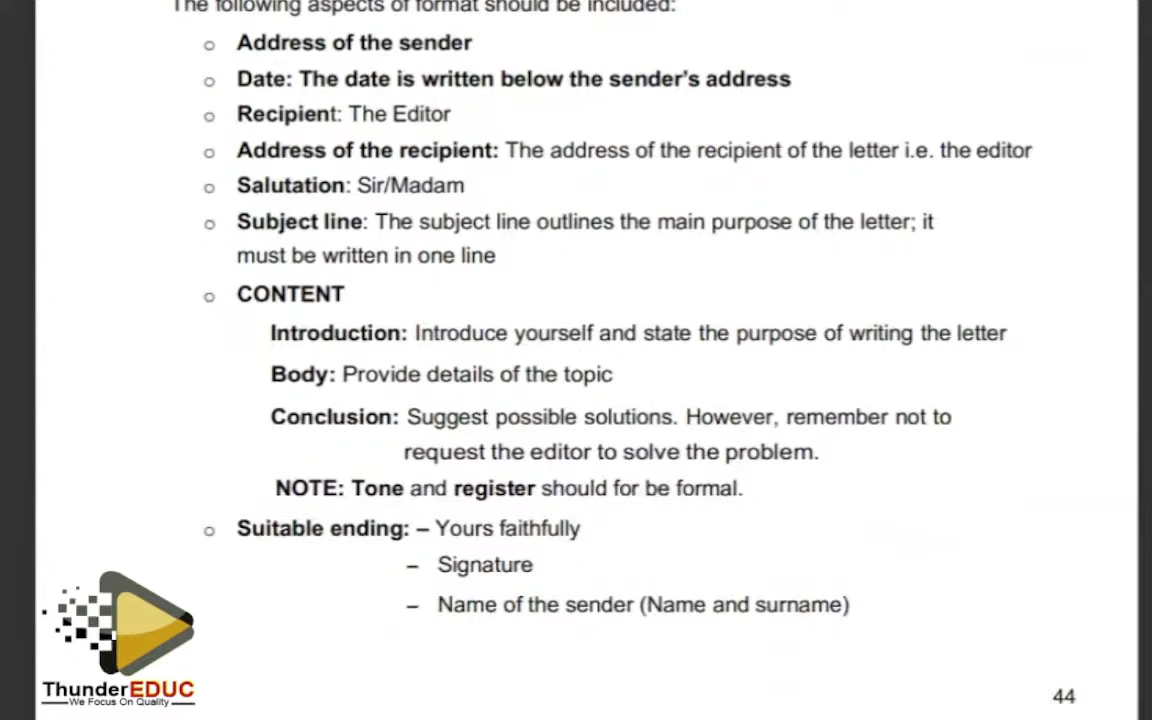 The following aspects of format should be included:
o Address of the sender
o Date: The date is written below the sender's address
o Recipient: The Editor
o Address of the recipient: The address of the recipient of the letter i.e. the editor
o Salutation: Sir/Madam
o Subject line: The subject line outlines the main purpose of the letter; it
must be written in one line
o CONTENT
Introduction: Introduce yourself and state the purpose of writing the letter
Body: Provide details of the topic
Conclusion: Suggest possible solutions. However, remember not to
request the editor to solve the problem.
NOTE: Tone and register should for be formal.
o Suitable ending: – Yours faithfully
– Signature
– Name of the sender (Name and surname)
ThunderEDUC
We Focus On Quality
44